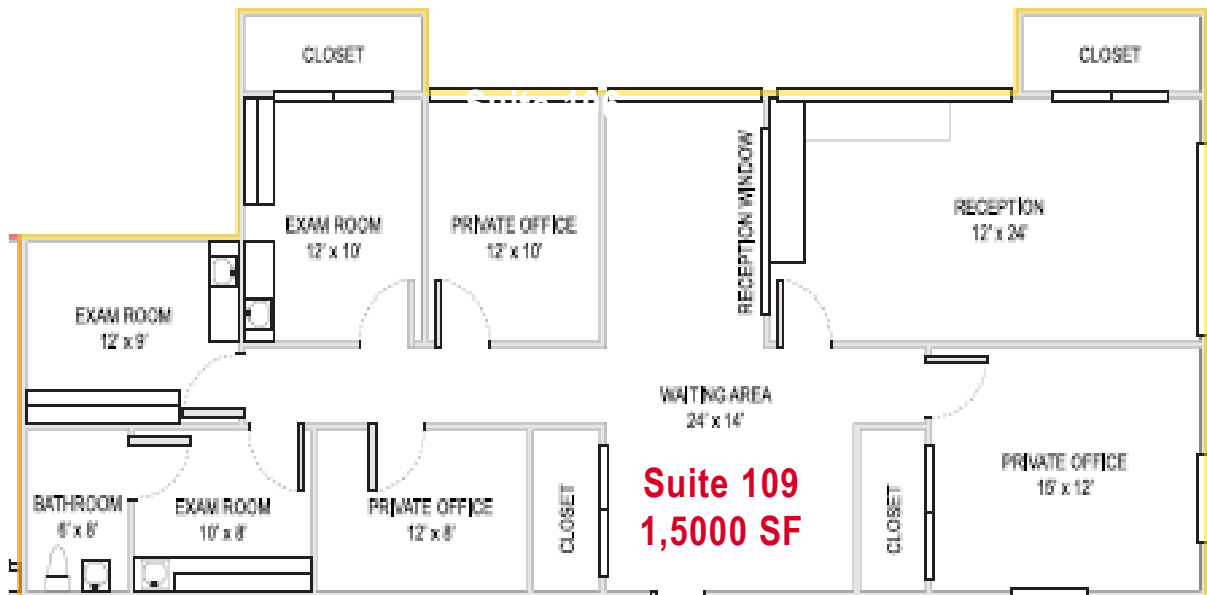 CLOSET
CLOSET
Suite 106
EXAM ROOM
12' x 10'
PRIVATE OFFICE
12' x 10'
RECEPTION WINDOW
RECEPTION
12' x 24'
EXAM ROOM
12' x 9'
WAITING AREA
24' x 14'
BATHROOM
6' x 8'
EXAM ROOM
10' x 8'
PRIVATE OFFICE
12' x 8'
CLOSET
Suite 109
1,5000 SF
CLOSET
PRIVATE OFFICE
15' x 12'